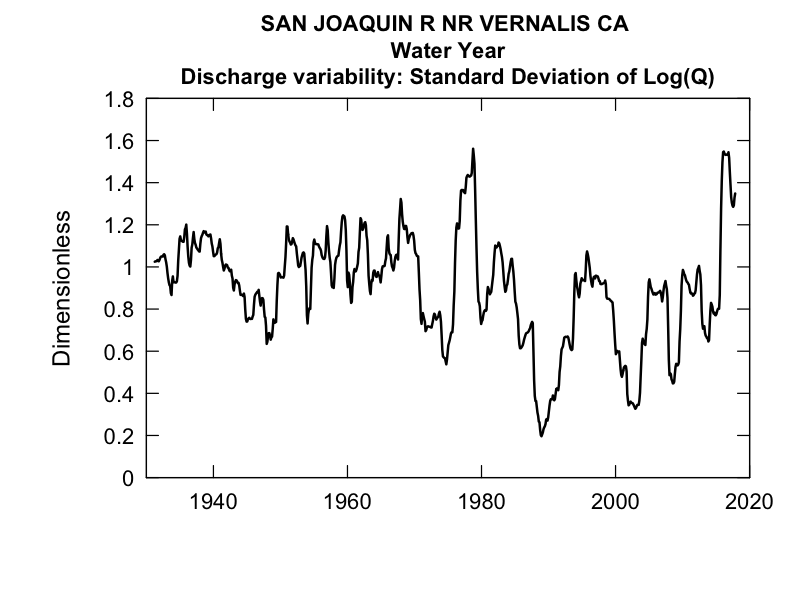 SAN JOAQUIN R NR VERNALIS CA
Water Year
Discharge variability: Standard Deviation of Log(Q)
1.8
1.6
1.4
1.2
1
0.8
0.6
0.4
0.2
0
Dimensionless
1940 1960 1980 2000 2020